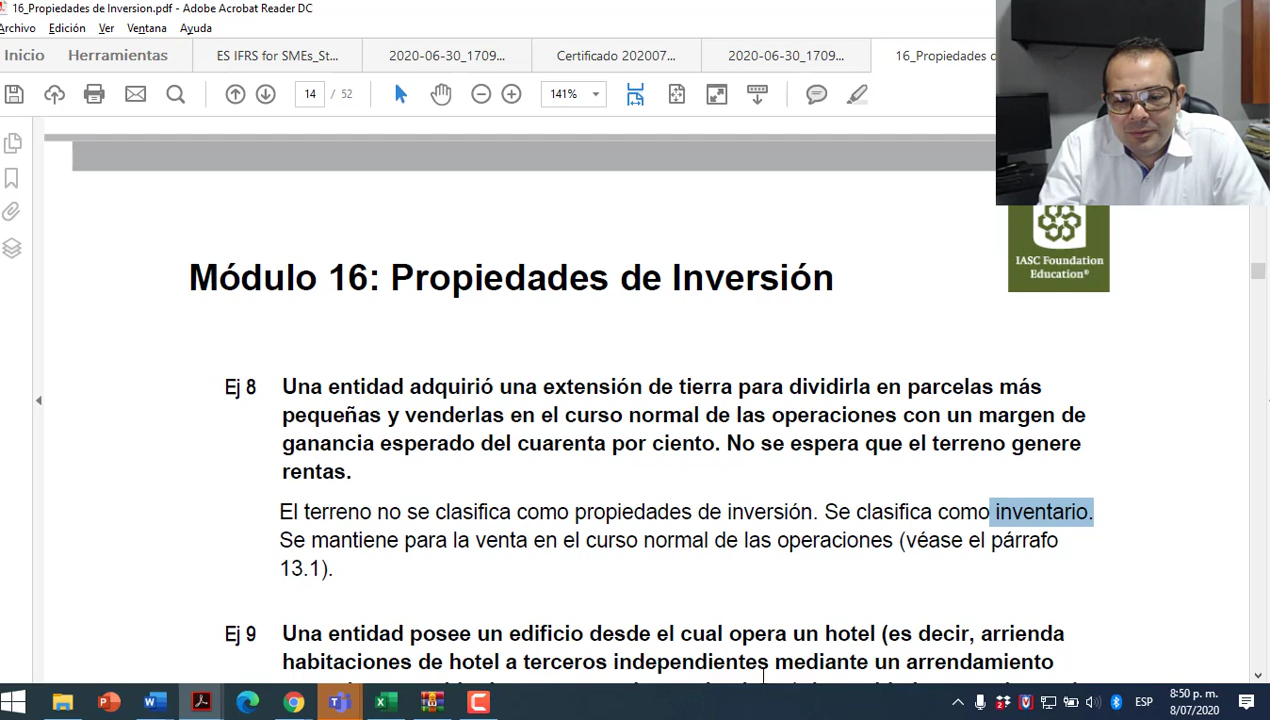 16_Propiedades de Inversion.pdf - Adobe Acrobat Reader DC
Archivo Edición Ver Ventana Ayuda
Inicio Herramientas ES IFRS for SMEs_St... 2020-06-30_1709... Certificado 202007... 2020-06-30_1709... 16_Propiedades d
14 / 52 141%
IASC Foundation
Education®
Módulo 16: Propiedades de Inversión
Ej 8 Una entidad adquirió una extensión de tierra para dividirla en parcelas más
pequeñas y venderlas en el curso normal de las operaciones con un margen de
ganancia esperado del cuarenta por ciento. No se espera que el terreno genere
rentas.
El terreno no se clasifica como propiedades de inversión. Se clasifica como inventario.
Se mantiene para la venta en el curso normal de las operaciones (véase el párrafo
13.1).
Ej 9 Una entidad posee un edificio desde el cual opera un hotel (es decir, arrienda
habitaciones de hotel a terceros independientes mediante un arrendamiento
ESP
8:50 p. m.
8/07/2020